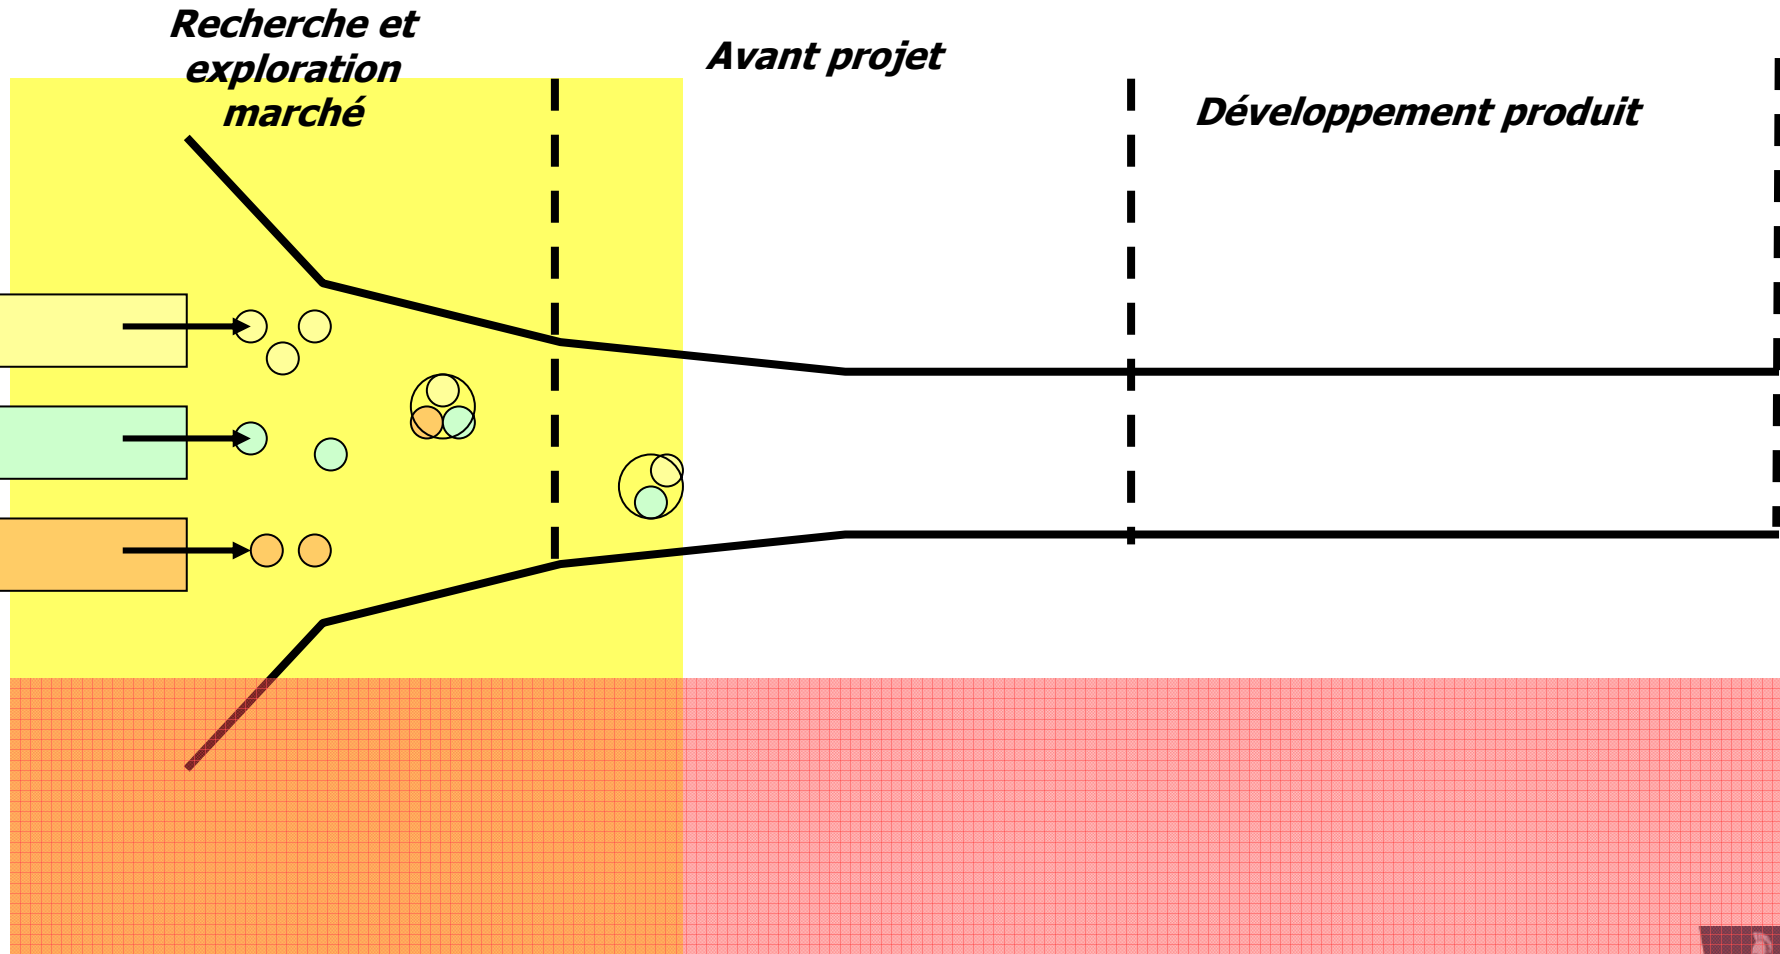 Recherche et
exploration
marché
Avant projet
Développement produit